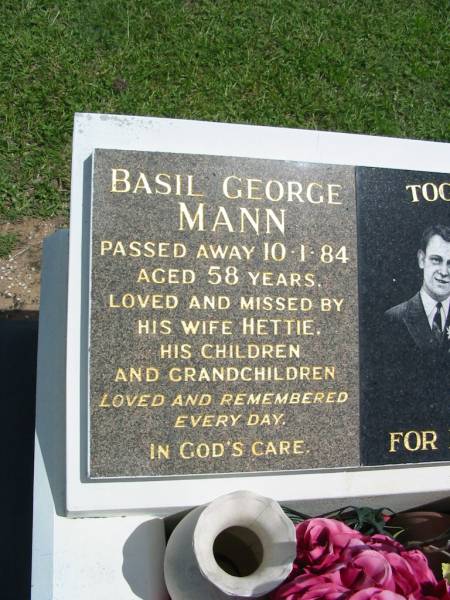 BASIL GEORGE
MANN
PASSED AWAY 10·1·84
AGED 58 YEARS.
LOVED AND MISSED BY
HIS WIFE HETTIE,
HIS CHILDREN
AND GRANDCHILDREN
LOVED AND REMEMBERED
EVERY DAY.
IN GOD'S CARE.
FOR